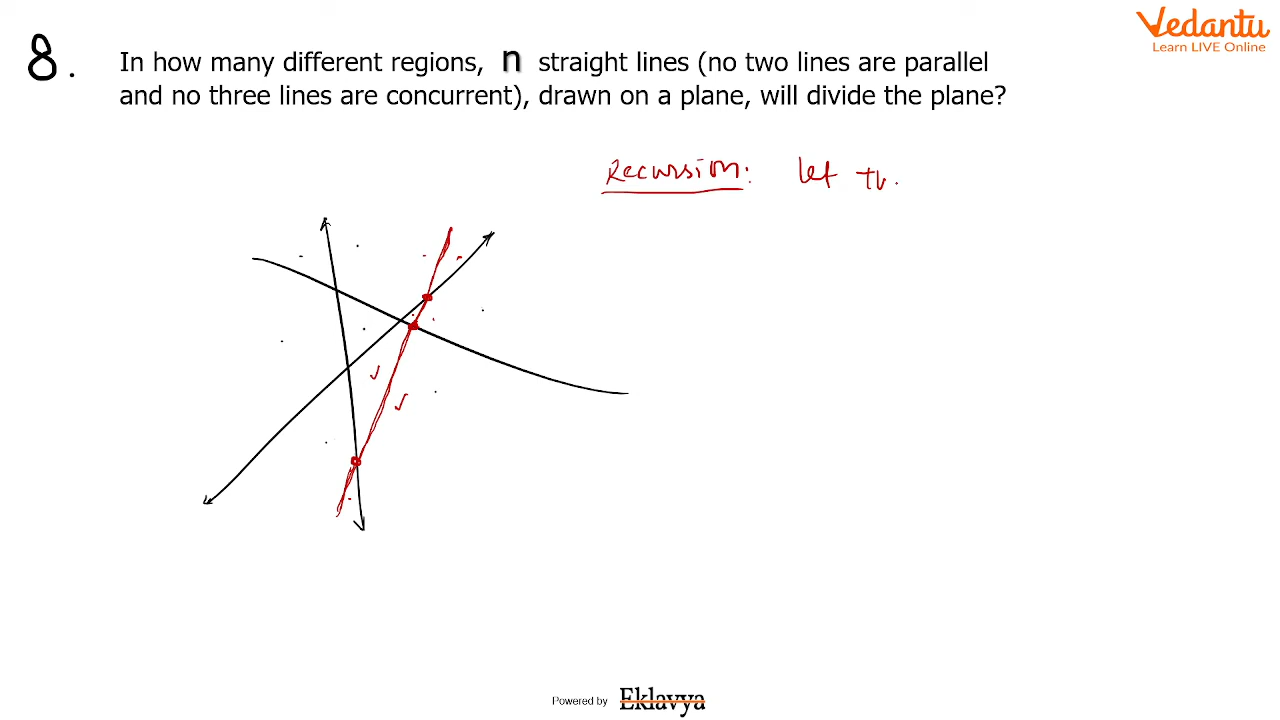 Vedantu
Learn LIVE Online
8. In how many different regions, n straight lines (no two lines are parallel
and no three lines are concurrent), drawn on a plane, will divide the plane?
Recursion: let th.
Powered by Eklavya